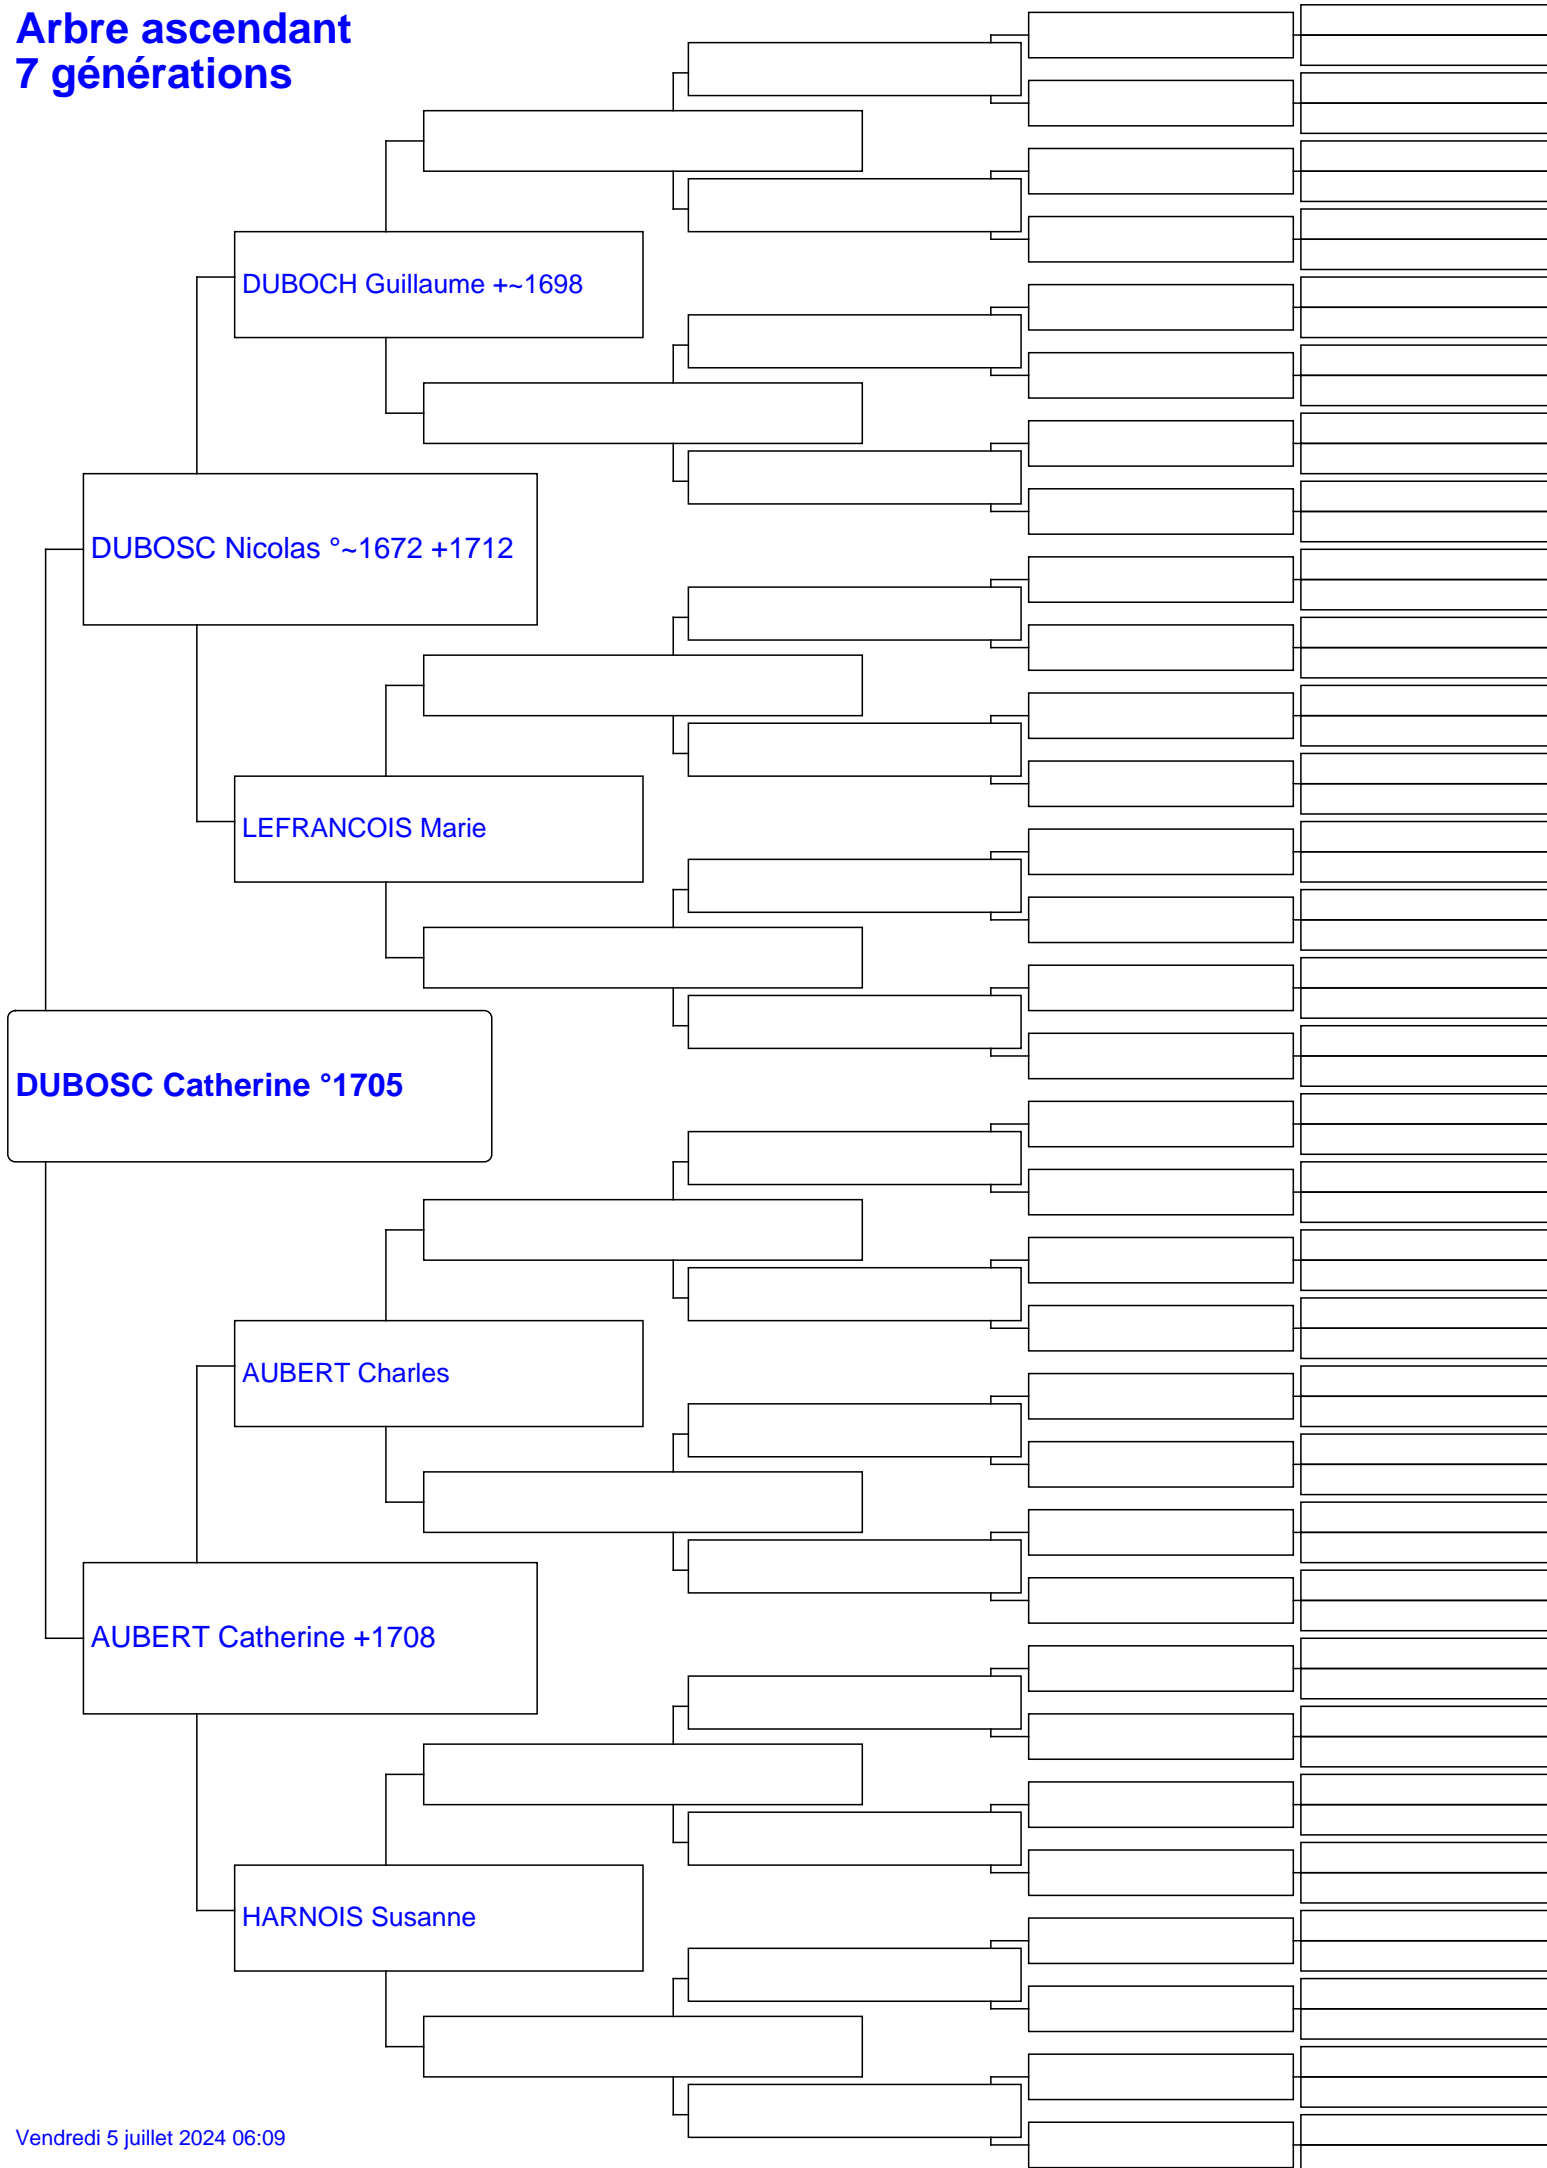 Arbre ascendant
7 générations
DUBOCH Guillaume +~1698
DUBOSC Nicolas °~1672 +1712
LEFRANCOIS Marie
DUBOSC Catherine °1705
AUBERT Charles
AUBERT Catherine +1708
HARNOIS Susanne
Vendredi 5 juillet 2024 06:09